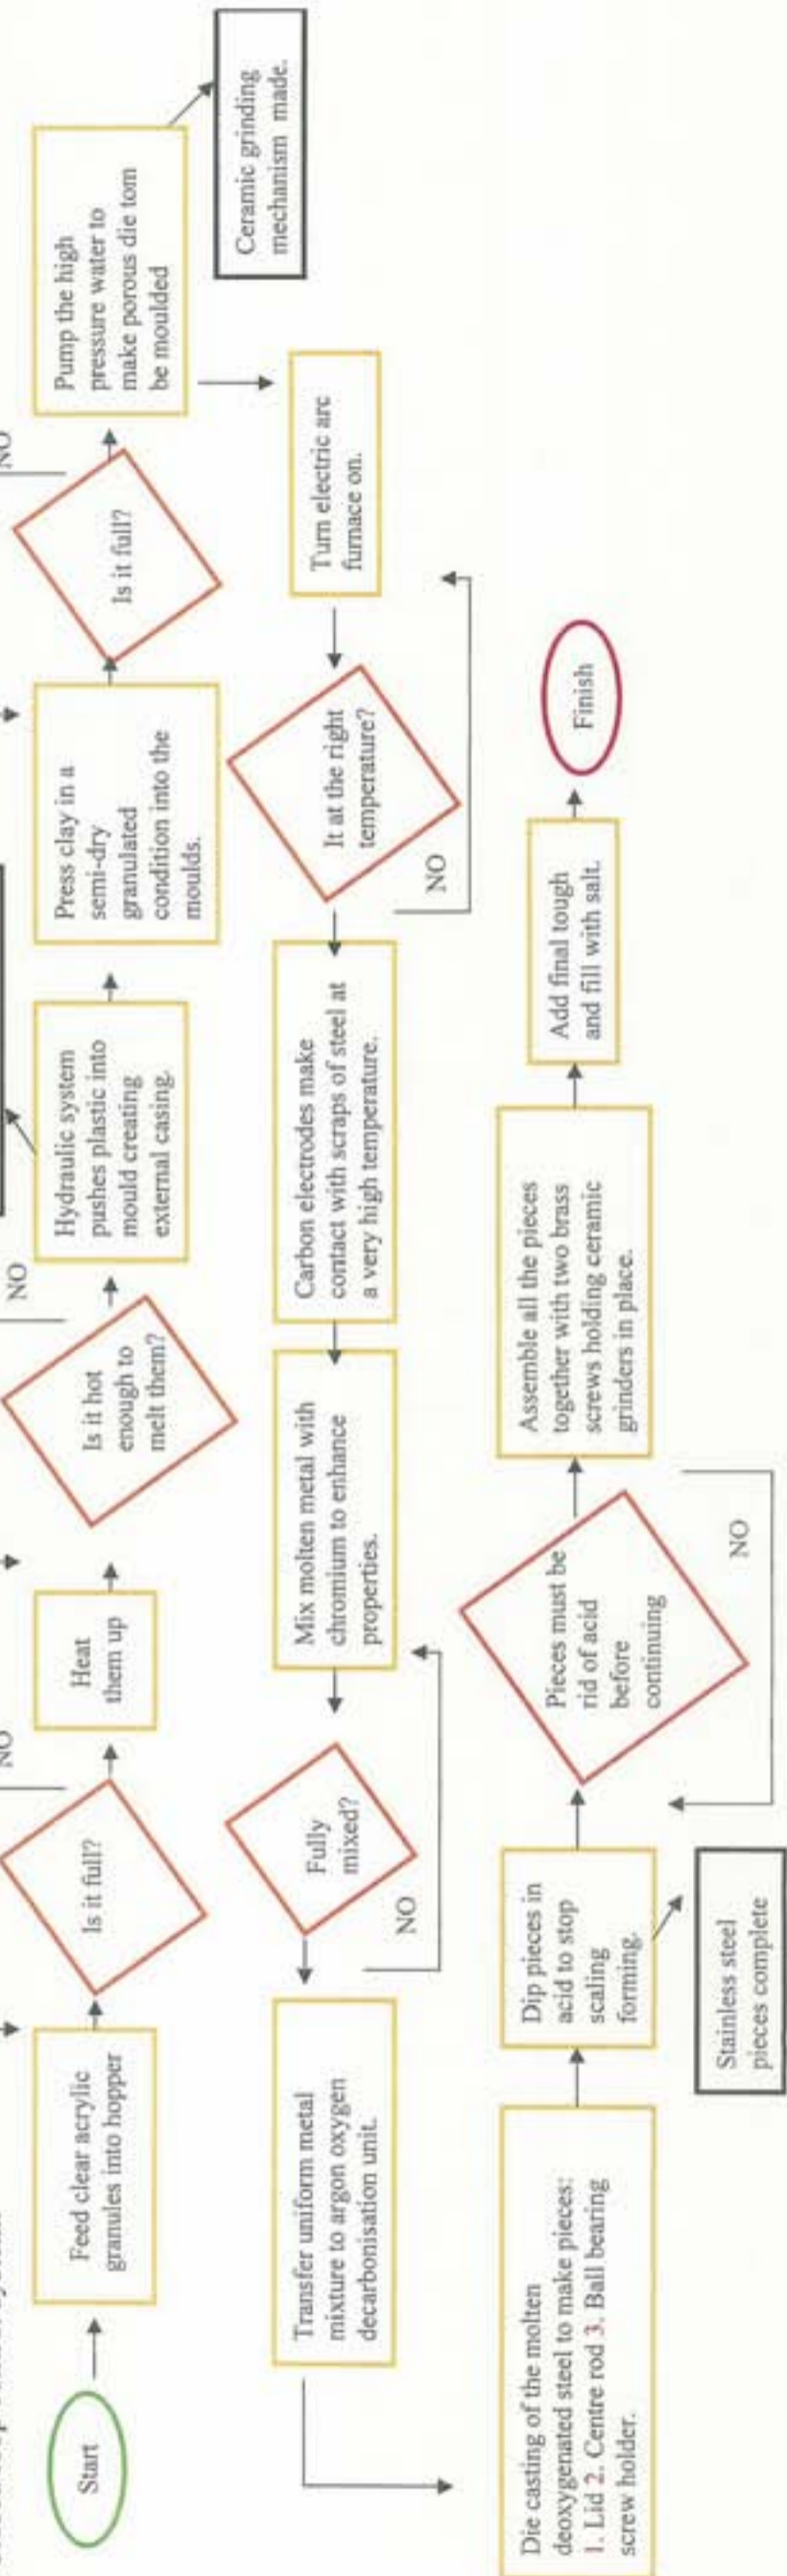 Start
Feed clear acrylic
granules into hopper
Is it full?
NO
Heat
them up
Is it hot
enough to
melt them?
NO
Hydraulic system
pushes plastic into
mould creating
external casing.
Press clay in a
semi-dry
granulated
condition into the
moulds.
Is it full?
NO
Pump the high
pressure water to
make porous die tom
be moulded
Ceramic grinding
mechanism made.
Turn electric arc
furnace on.
It at the right
temperature?
NO
Carbon electrodes make
contact with scraps of steel at
a very high temperature.
Mix molten metal with
chromium to enhance
properties.
Fully
mixed?
NO
Transfer uniform metal
mixture to argon oxygen
decarbonisation unit.
Die casting of the molten
deoxygenated steel to make pieces:
1. Lid 2. Centre rod 3. Ball bearing
screw holder.
Dip pieces in
acid to stop
scaling
forming.
Stainless steel
pieces complete
Pieces must be
rid of acid
before
continuing
NO
Assemble all the pieces
together with two brass
screws holding ceramic
grinders in place.
Add final tough
and fill with salt.
Finish